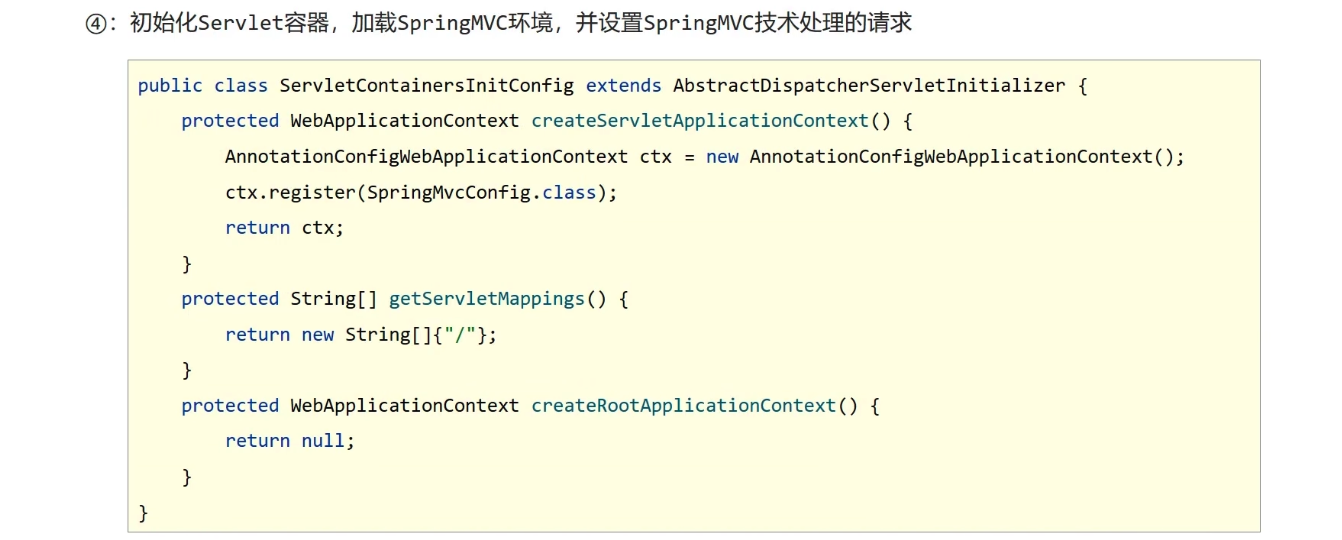 ④：初始化Servlet容器，加载SpringMVC环境，并设置SpringMVC技术处理的请求
public class ServletContainersInitConfig extends AbstractDispatcherServletInitializer {
    protected WebApplicationContext createServletApplicationContext() {
        AnnotationConfigWebApplicationContext ctx = new AnnotationConfigWebApplicationContext();
        ctx.register(SpringMvcConfig.class);
        return ctx;
    }
    protected String[] getServletMappings() {
        return new String[]{"/"};
    }
    protected WebApplicationContext createRootApplicationContext() {
        return null;
    }
}